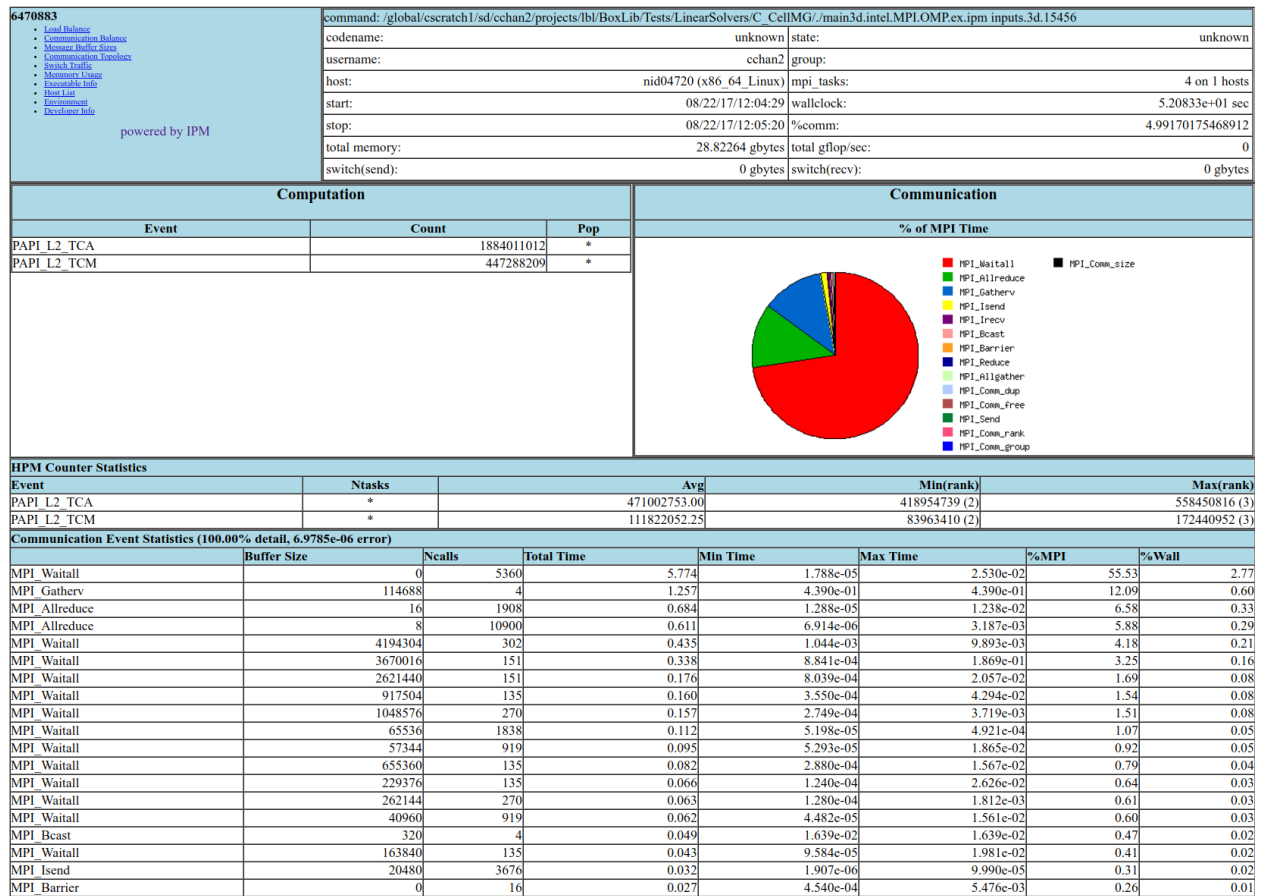 6470883
Load Balance
Communication Balance
Message Buffer Sizes
Communication Topology
Switch Traffic
Memmory Usage
Executable Info
Host List
Environment
Developer Info
powered by IPM
command: /global/cscratch1/sd/cchan2/projects/lbl/BoxLib/Tests/LinearSolvers/C_CellMG/./main3d.intel.MPI.OMP.ex.ipm inputs.3d.15456
codename: unknown state: unknown
username: cchan2 group:
host: nid04720 (x86_64_Linux) mpi_tasks: 4 on 1 hosts
start: 08/22/17/12:04:29 wallclock: 5.20833e+01 sec
stop: 08/22/17/12:05:20 %comm: 4.99170175468912
total memory: 28.82264 gbytes total gflop/sec: 0
switch(send): 0 gbytes switch(recv): 0 gbytes
Computation
Event Count Pop
PAPI_L2_TCA 1884011012 *
PAPI_L2_TCM 447288209 *
Communication
% of MPI Time
MPI_Waitall
MPI_Allreduce
MPI_Gatherv
MPI_Isend
MPI_Irecv
MPI_Bcast
MPI_Barrier
MPI_Reduce
MPI_Allgather
MPI_Comm_dup
MPI_Comm_free
MPI_Send
MPI_Comm_rank
MPI_Comm_group
MPI_Comm_size
HPM Counter Statistics
Event Ntasks Avg Min(rank) Max(rank)
PAPI_L2_TCA * 471002753.00 418954739 (2) 558450816 (3)
PAPI_L2_TCM * 111822052.25 83963410 (2) 172440952 (3)
Communication Event Statistics (100.00% detail, 6.9785e-06 error)
Buffer Size Ncalls Total Time Min Time Max Time %MPI %Wall
MPI_Waitall 0 5360 5.774 1.788e-05 2.530e-02 55.53 2.77
MPI_Gatherv 114688 4 1.257 4.390e-01 4.390e-01 12.09 0.60
MPI_Allreduce 16 1908 0.684 1.288e-05 1.238e-02 6.58 0.33
MPI_Allreduce 8 10900 0.611 6.914e-06 3.187e-03 5.88 0.29
MPI_Waitall 4194304 302 0.435 1.044e-03 9.893e-03 4.18 0.21
MPI_Waitall 3670016 151 0.338 8.841e-04 1.869e-01 3.25 0.16
MPI_Waitall 2621440 151 0.176 8.039e-04 2.057e-02 1.69 0.08
MPI_Waitall 917504 135 0.160 3.550e-04 4.294e-02 1.54 0.08
MPI_Waitall 1048576 270 0.157 2.749e-04 3.719e-03 1.51 0.08
MPI_Waitall 65536 1838 0.112 5.198e-05 4.921e-04 1.07 0.05
MPI_Waitall 57344 919 0.095 5.293e-05 1.865e-02 0.92 0.05
MPI_Waitall 655360 135 0.082 2.880e-04 1.567e-02 0.79 0.04
MPI_Waitall 229376 135 0.066 1.240e-04 2.626e-02 0.64 0.03
MPI_Waitall 262144 270 0.063 1.280e-04 1.812e-03 0.61 0.03
MPI_Waitall 40960 919 0.062 4.482e-05 1.561e-02 0.60 0.03
MPI_Bcast 320 4 0.049 1.639e-02 1.639e-02 0.47 0.02
MPI_Waitall 163840 135 0.043 9.584e-05 1.981e-02 0.41 0.02
MPI_Isend 20480 3676 0.032 1.907e-06 9.990e-05 0.31 0.02
MPI_Barrier 0 16 0.027 4.540e-04 5.476e-03 0.26 0.01